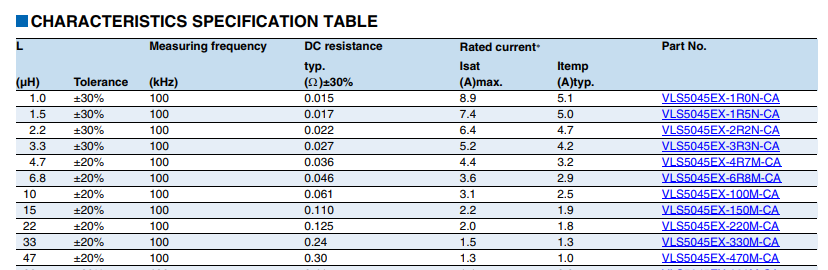 CHARACTERISTICS SPECIFICATION TABLE
L Measuring frequency DC resistance Rated current* Part No.
typ. Isat Itemp
(μH) Tolerance (kHz) (Ω)±30% (A)max. (A)typ.
1.0 ±30% 100 0.015 8.9 5.1 VLS5045EX-1R0N-CA
1.5 ±30% 100 0.017 7.4 5.0 VLS5045EX-1R5N-CA
2.2 ±30% 100 0.022 6.4 4.7 VLS5045EX-2R2N-CA
3.3 ±30% 100 0.027 5.2 4.2 VLS5045EX-3R3N-CA
4.7 ±20% 100 0.036 4.4 3.2 VLS5045EX-4R7M-CA
6.8 ±20% 100 0.046 3.6 2.9 VLS5045EX-6R8M-CA
10 ±20% 100 0.061 3.1 2.5 VLS5045EX-100M-CA
15 ±20% 100 0.110 2.2 1.9 VLS5045EX-150M-CA
22 ±20% 100 0.125 2.0 1.8 VLS5045EX-220M-CA
33 ±20% 100 0.24 1.5 1.3 VLS5045EX-330M-CA
47 ±20% 100 0.30 1.3 1.0 VLS5045EX-470M-CA